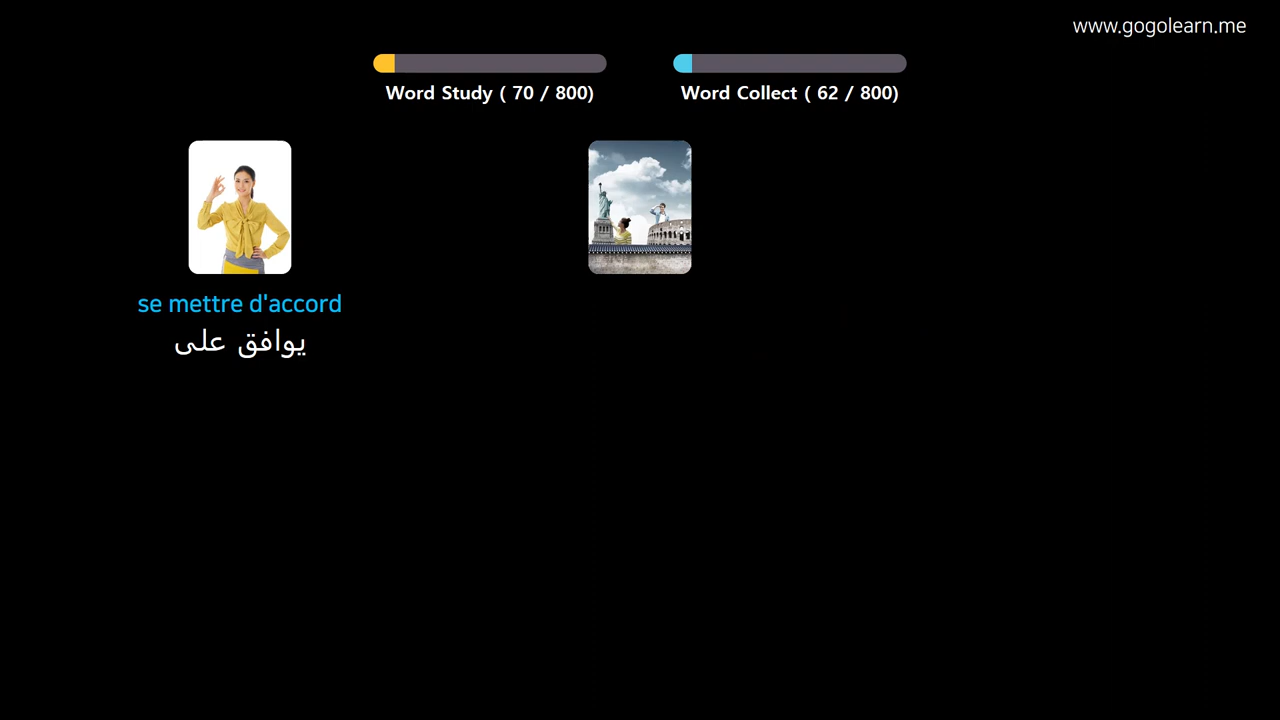 www.gogolearn.me
Word Study ( 70 / 800)
Word Collect ( 62 / 800)
se mettre d'accord
يوافق على